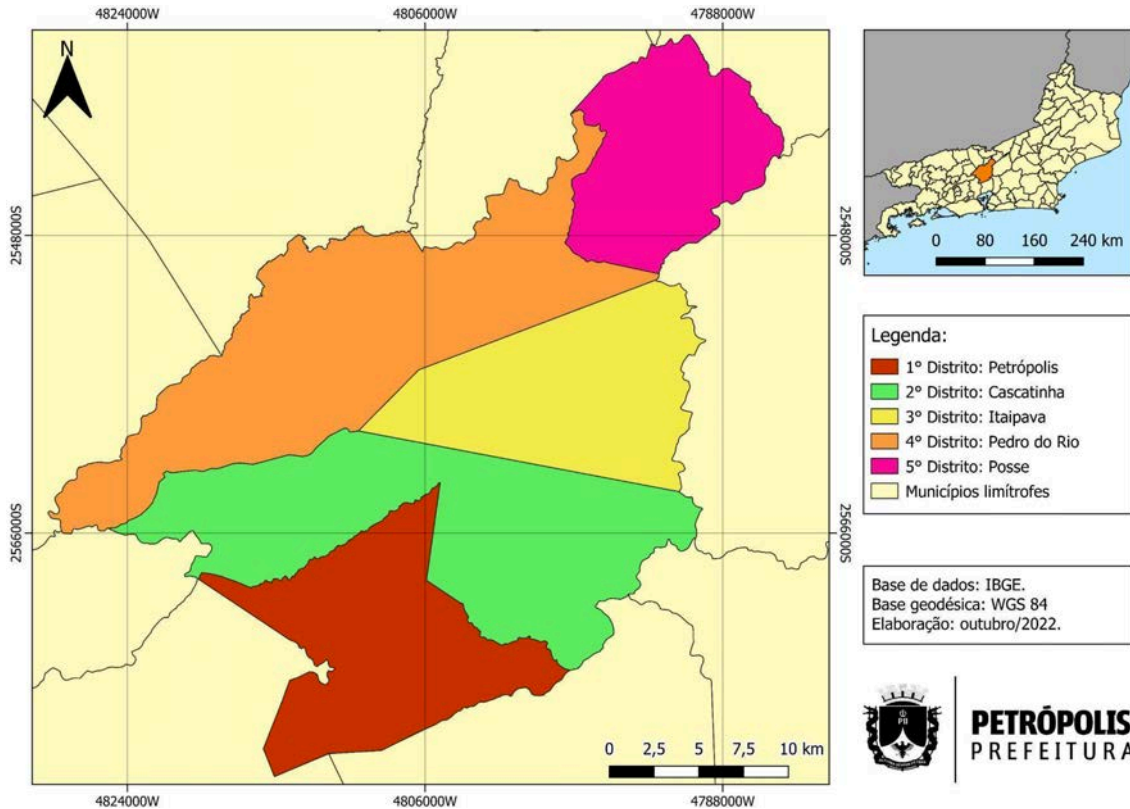 4824000W
4806000W
4788000W
N
2548000S
2548000S
2566000S
2566000S
0 2,5 5 7,5 10 km
4824000W
4806000W
4788000W
0 80 160 240 km
Legenda:
1° Distrito: Petrópolis
2° Distrito: Cascatinha
3° Distrito: Itaipava
4° Distrito: Pedro do Rio
5° Distrito: Posse
Municípios limítrofes
Base de dados: IBGE.
Base geodésica: WGS 84
Elaboração: outubro/2022.
PETRÓPOLIS
PREFEITURA